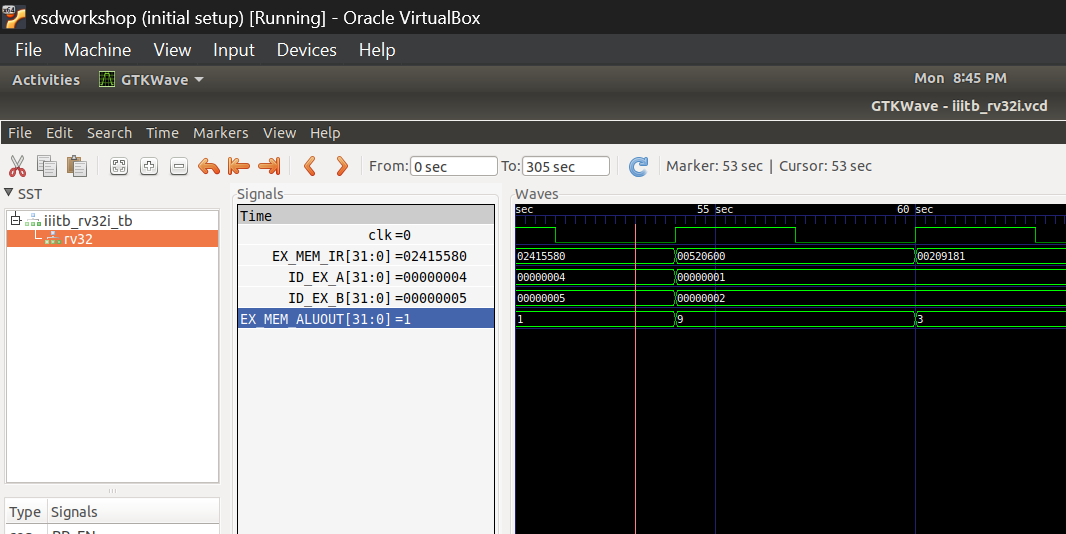 vsdworkshop (initial setup) [Running] - Oracle VirtualBox
File Machine View Input Devices Help
Activities GTKWave Mon 8:45 PM
GTKWave - iiitb_rv32i.vcd
File Edit Search Time Markers View Help
From: 0 sec To: 305 sec Marker: 53 sec | Cursor: 53 sec
SST
iiitb_rv32i_tb
rv32
Type Signals
Signals
Time
clk =0
EX_MEM_IR[31:0] =02415580
ID_EX_A[31:0] =00000004
ID_EX_B[31:0] =00000005
EX_MEM_ALUOUT[31:0] =1
Waves
sec 55 sec 60 sec
02415580 00520600 00209181
00000004 00000001
00000005 00000002
1 9 3